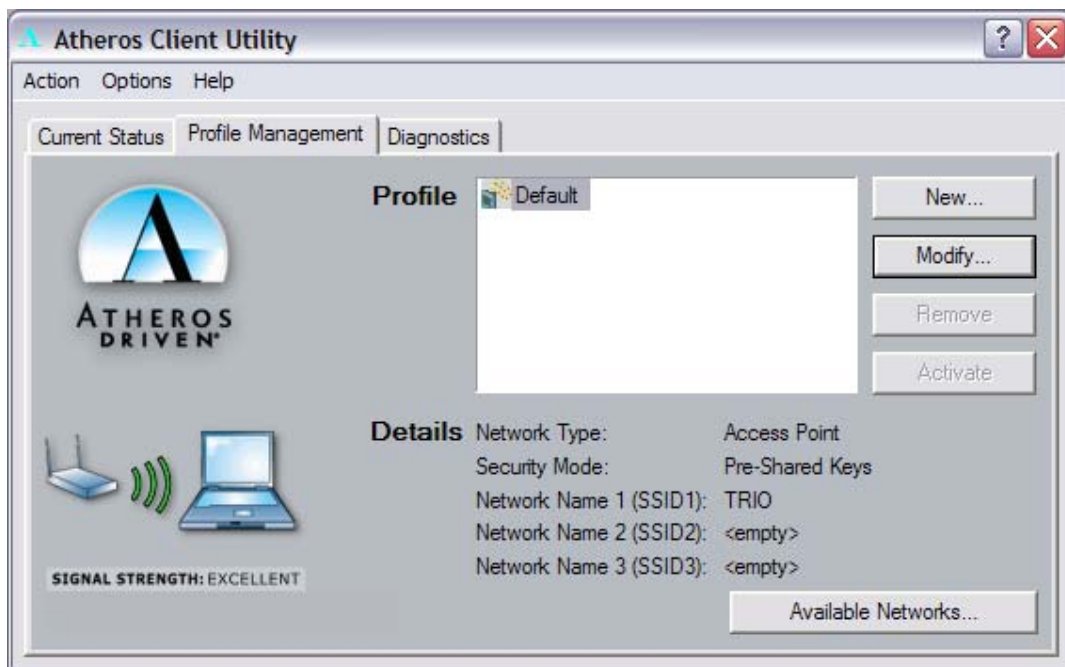 Atheros Client Utility
Action Options Help
Current Status Profile Management Diagnostics
Profile
Default
New...
Modify...
Remove
Activate
A
ATHEROS
DRIVEN®
Details
Network Type: Access Point
Security Mode: Pre-Shared Keys
Network Name 1 (SSID1): TRIO
Network Name 2 (SSID2): <empty>
Network Name 3 (SSID3): <empty>
SIGNAL STRENGTH: EXCELLENT
Available Networks...